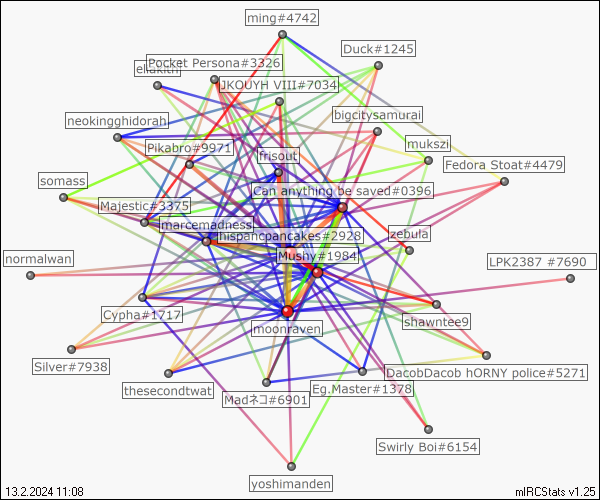 ming#4742
Duck#1245
Pocket Persona#3326
JKOUYH VIII#7034
bigcitysamurai
neokingghidorah
Pikabro#9971
frisout
mukszi
Fedora Stoat#4479
somass
Can anything be saved#0396
Majestic#3375
marcemadness
hispancpancakes#2928
zebula
Mushy#1984
normalwan
LPK2387 #7690
Cypha#1717
moonraven
shawntee9
Silver#7938
DacobDacob hORNY police#5271
thesecondtwat
Eg.Master#1378
Madネコ#6901
Swirly Boi#6154
yoshimanden
13.2.2024 11:08
mIRCStats v1.25